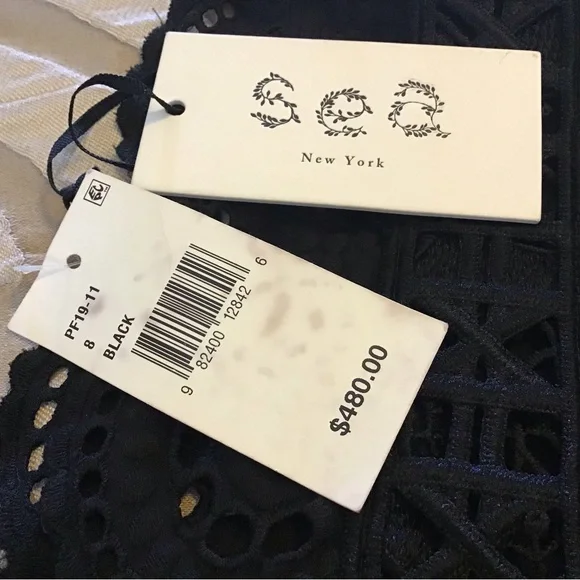 sea
New York
PF19-11
8
BLACK
9 82400 12842 6
$480.00